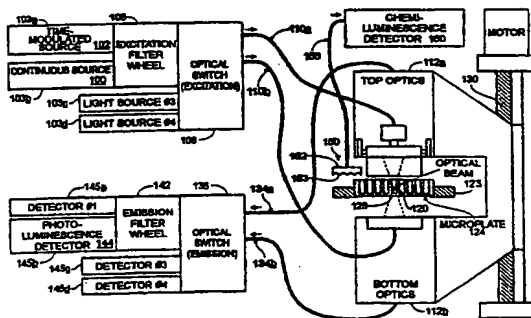 103a
TIME-
MODULATED
SOURCE 102
CONTINUOUS SOURCE
100
103b
103c
LIGHT SOURCE #3
103d
LIGHT SOURCE #4
106
EXCITATION
FILTER
WHEEL
OPTICAL
SWITCH
(EXCITATION)
108
110a
110b
CHEMI-
LUMINESCENCE
DETECTOR 160
MOTOR
112a
TOP OPTICS
130
150
162
OPTICAL
BEAM
123
126
120
MICROPLATE
124
BOTTOM
OPTICS
112b
145a
DETECTOR #1
PHOTO-
LUMINESCENCE
DETECTOR 144
145b
145c
DETECTOR #3
145d
DETECTOR #4
142
EMISSION
FILTER
WHEEL
OPTICAL
SWITCH
(EMISSION)
134a
134b